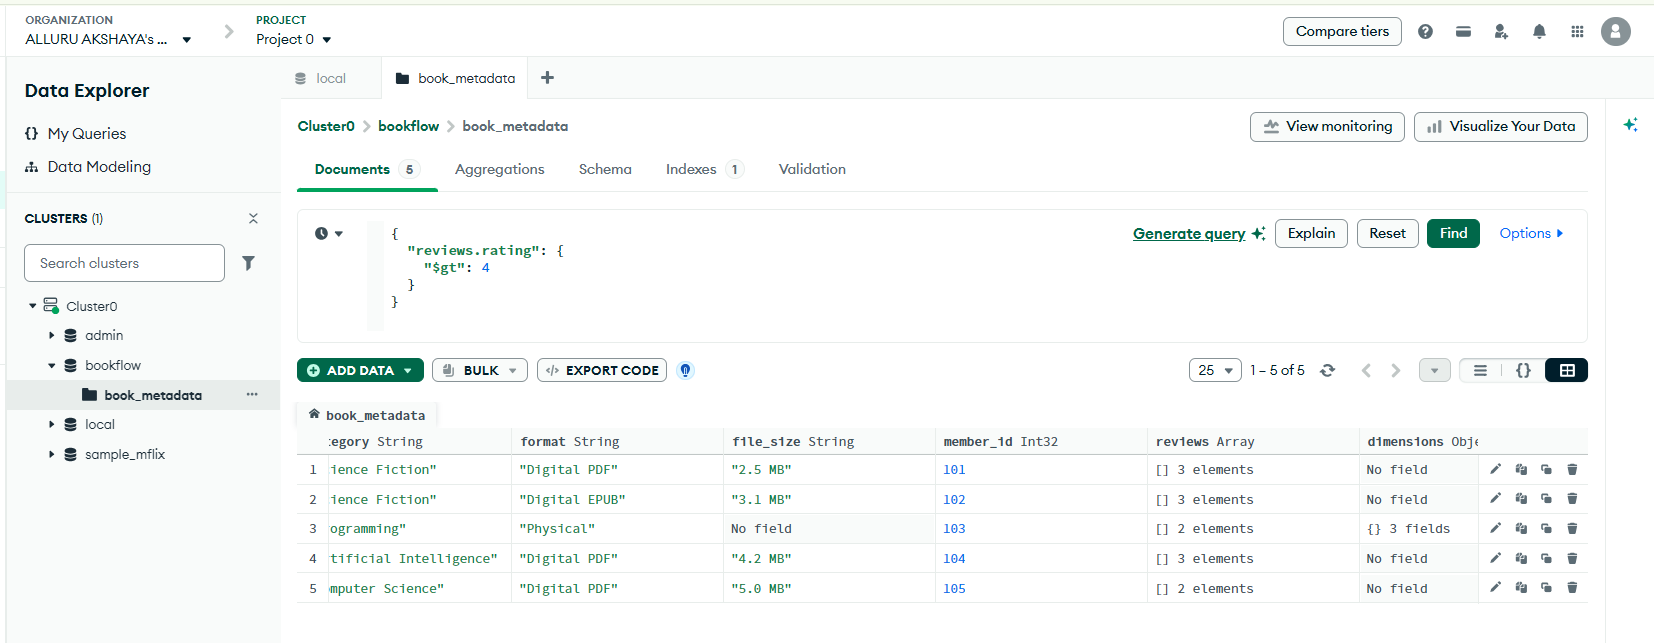 ORGANIZATION
ALLURU AKSHAYA's ...
PROJECT
Project 0
Compare tiers
Data Explorer
My Queries
Data Modeling
CLUSTERS (1)
Search clusters
Cluster0
admin
bookflow
book_metadata
local
sample_mflix
local
book_metadata
Cluster0 > bookflow > book_metadata
View monitoring
Visualize Your Data
Documents 5
Aggregations
Schema
Indexes 1
Validation
{
"reviews.rating": {
"$gt": 4
}
}
Generate query
Explain
Reset
Find
Options
ADD DATA
BULK
EXPORT CODE
25
1 – 5 of 5
book_metadata
tegory String format String file_size String member_id Int32 reviews Array dimensions Obje
1 ience Fiction" "Digital PDF" "2.5 MB" 101 [] 3 elements No field
2 ience Fiction" "Digital EPUB" "3.1 MB" 102 [] 3 elements No field
3 ogramming" "Physical" No field 103 [] 2 elements {} 3 fields
4 tificial Intelligence" "Digital PDF" "4.2 MB" 104 [] 3 elements No field
5 mputer Science" "Digital PDF" "5.0 MB" 105 [] 2 elements No field